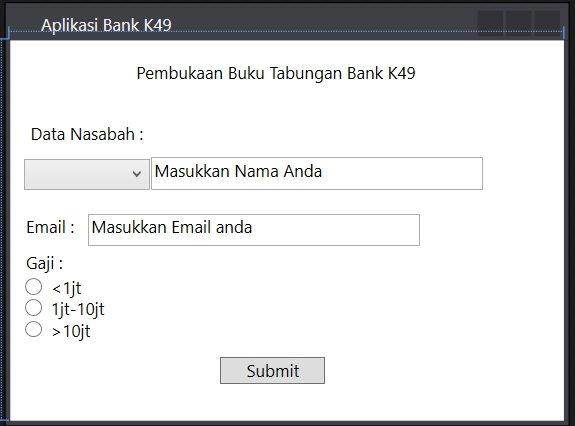 Aplikasi Bank K49
Pembukaan Buku Tabungan Bank K49
Data Nasabah :
Masukkan Nama Anda
Email : Masukkan Email anda
Gaji :
<1jt
1jt-10jt
>10jt
Submit